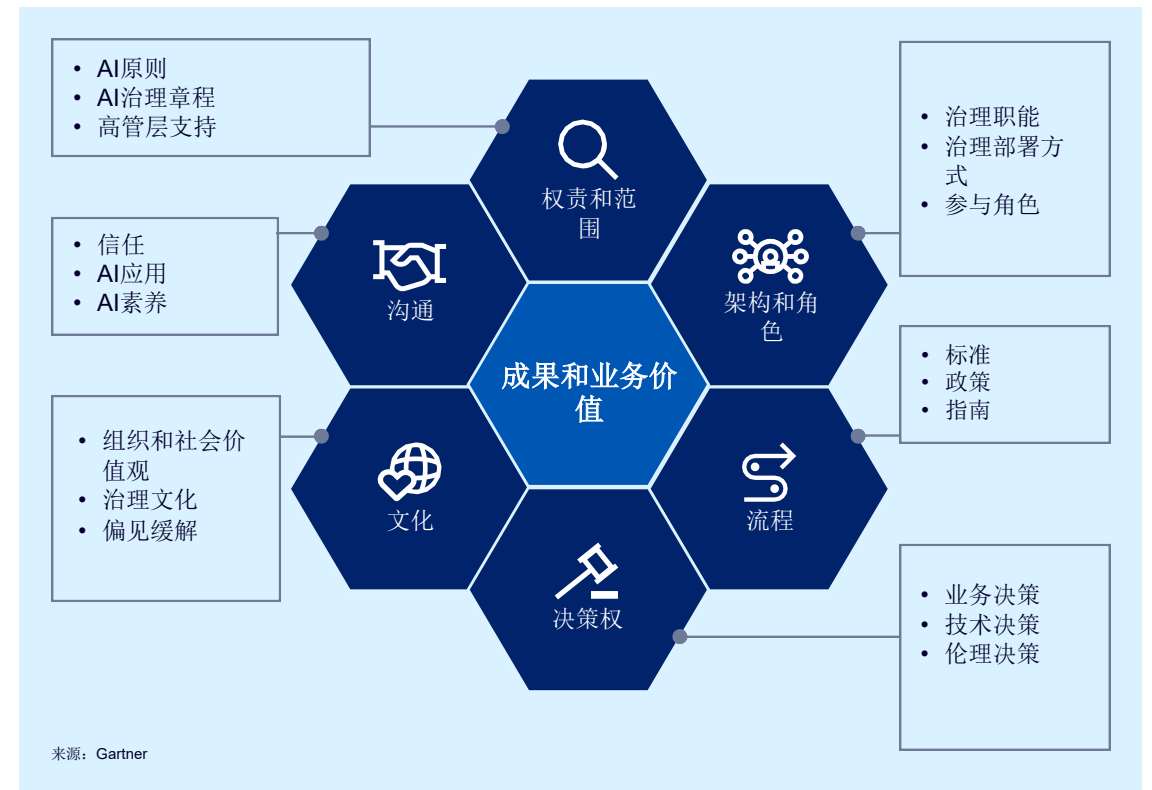 • AI原则
• AI治理章程
• 高管层支持
权责和范
围
• 治理职能
• 治理部署方
式
• 参与角色
• 信任
• AI应用
• AI素养
沟通
架构和角
色
成果和业务价
值
• 标准
• 政策
• 指南
• 组织和社会价
值观
• 治理文化
• 偏见缓解
文化
流程
决策权
• 业务决策
• 技术决策
• 伦理决策
来源：Gartner